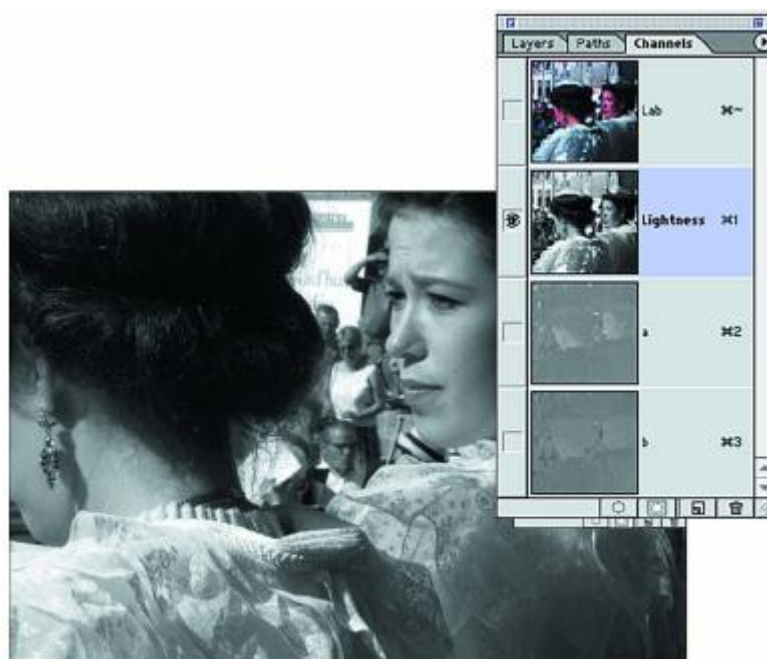 Layers Paths Channels
Lab ⌘~
Lightness ⌘1
a ⌘2
b ⌘3